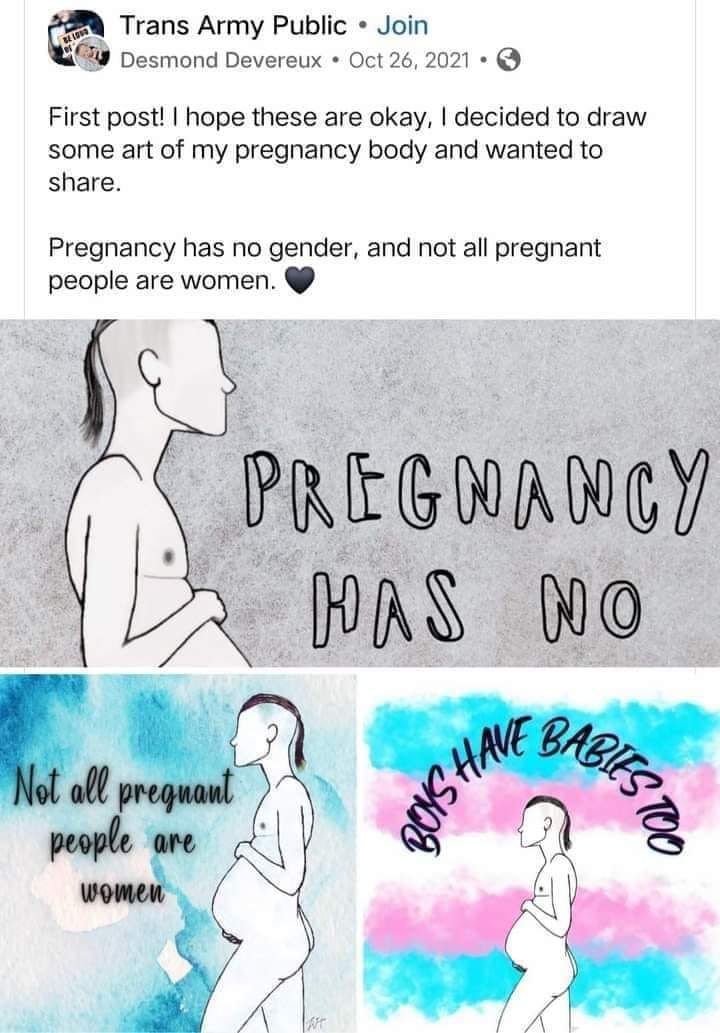 Trans Army Public • Join
Desmond Devereux • Oct 26, 2021 •
First post! I hope these are okay, I decided to draw
some art of my pregnancy body and wanted to
share.
Pregnancy has no gender, and not all pregnant
people are women. 🖤
PREGNANCY
HAS NO
Not all pregnant
people are
women
BOYS HAVE BABIES TOO